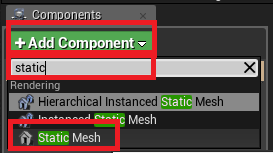 Components
+ Add Component
static
Rendering
Hierarchical Instanced Static Mesh
Instanced Static Mesh
Static Mesh